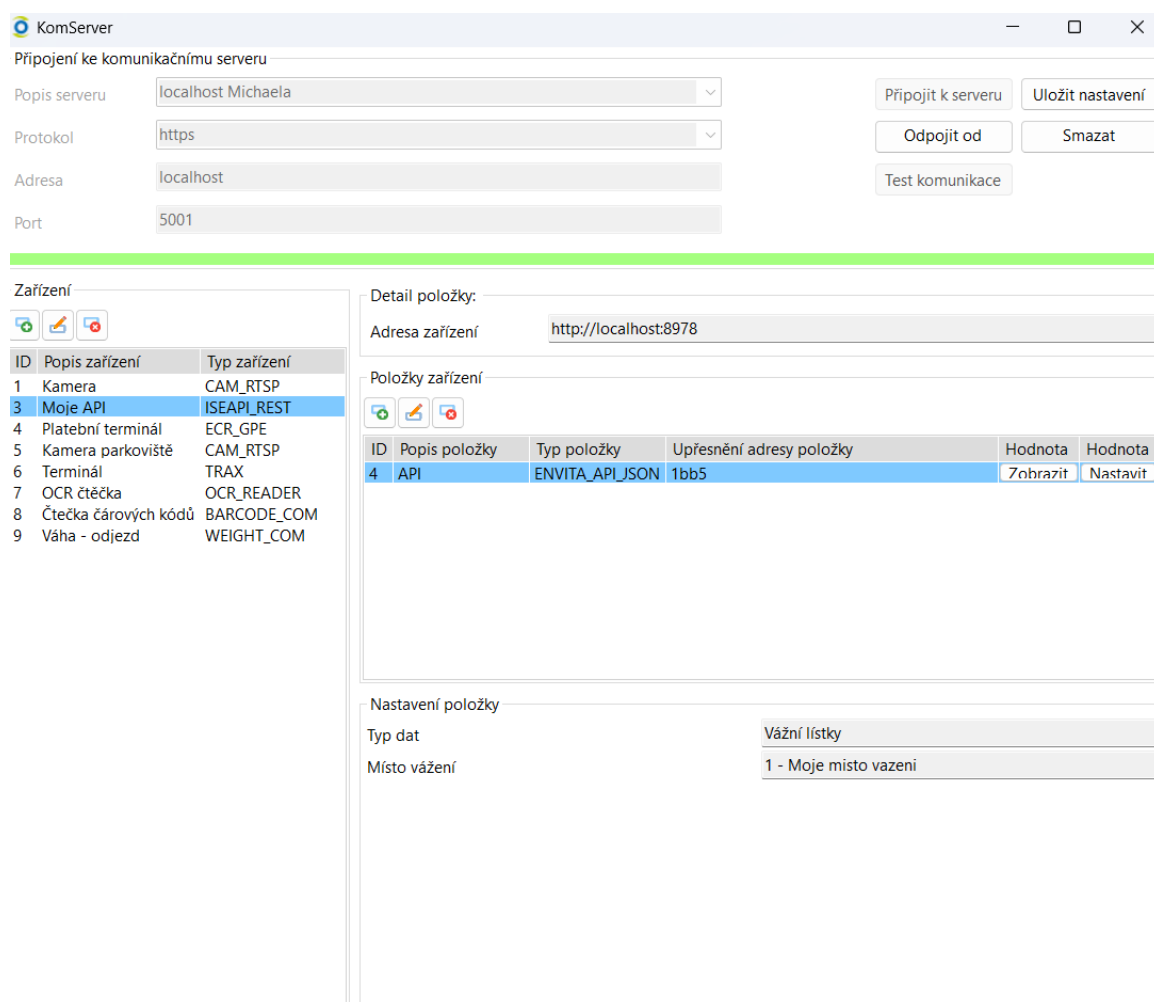 KomServer
Připojení ke komunikačnímu serveru
Popis serveru localhost Michaela Připojit k serveru Uložit nastavení
Protokol https Odpojit od Smazat
Adresa localhost Test komunikace
Port 5001
Zařízení
ID Popis zařízení Typ zařízení
1 Kamera CAM_RTSP
3 Moje API ISEAPI_REST
4 Platební terminál ECR_GPE
5 Kamera parkoviště CAM_RTSP
6 Terminál TRAX
7 OCR čtěčka OCR_READER
8 Čtečka čárových kódů BARCODE_COM
9 Váha - odjezd WEIGHT_COM
Detail položky:
Adresa zařízení http://localhost:8978
Položky zařízení
ID Popis položky Typ položky Upřesnění adresy položky Hodnota Hodnota
4 API ENVITA_API_JSON 1bb5 Zobrazit Nastavit
Nastavení položky
Typ dat Vážní lístky
Místo vážení 1 - Moje misto vazeni